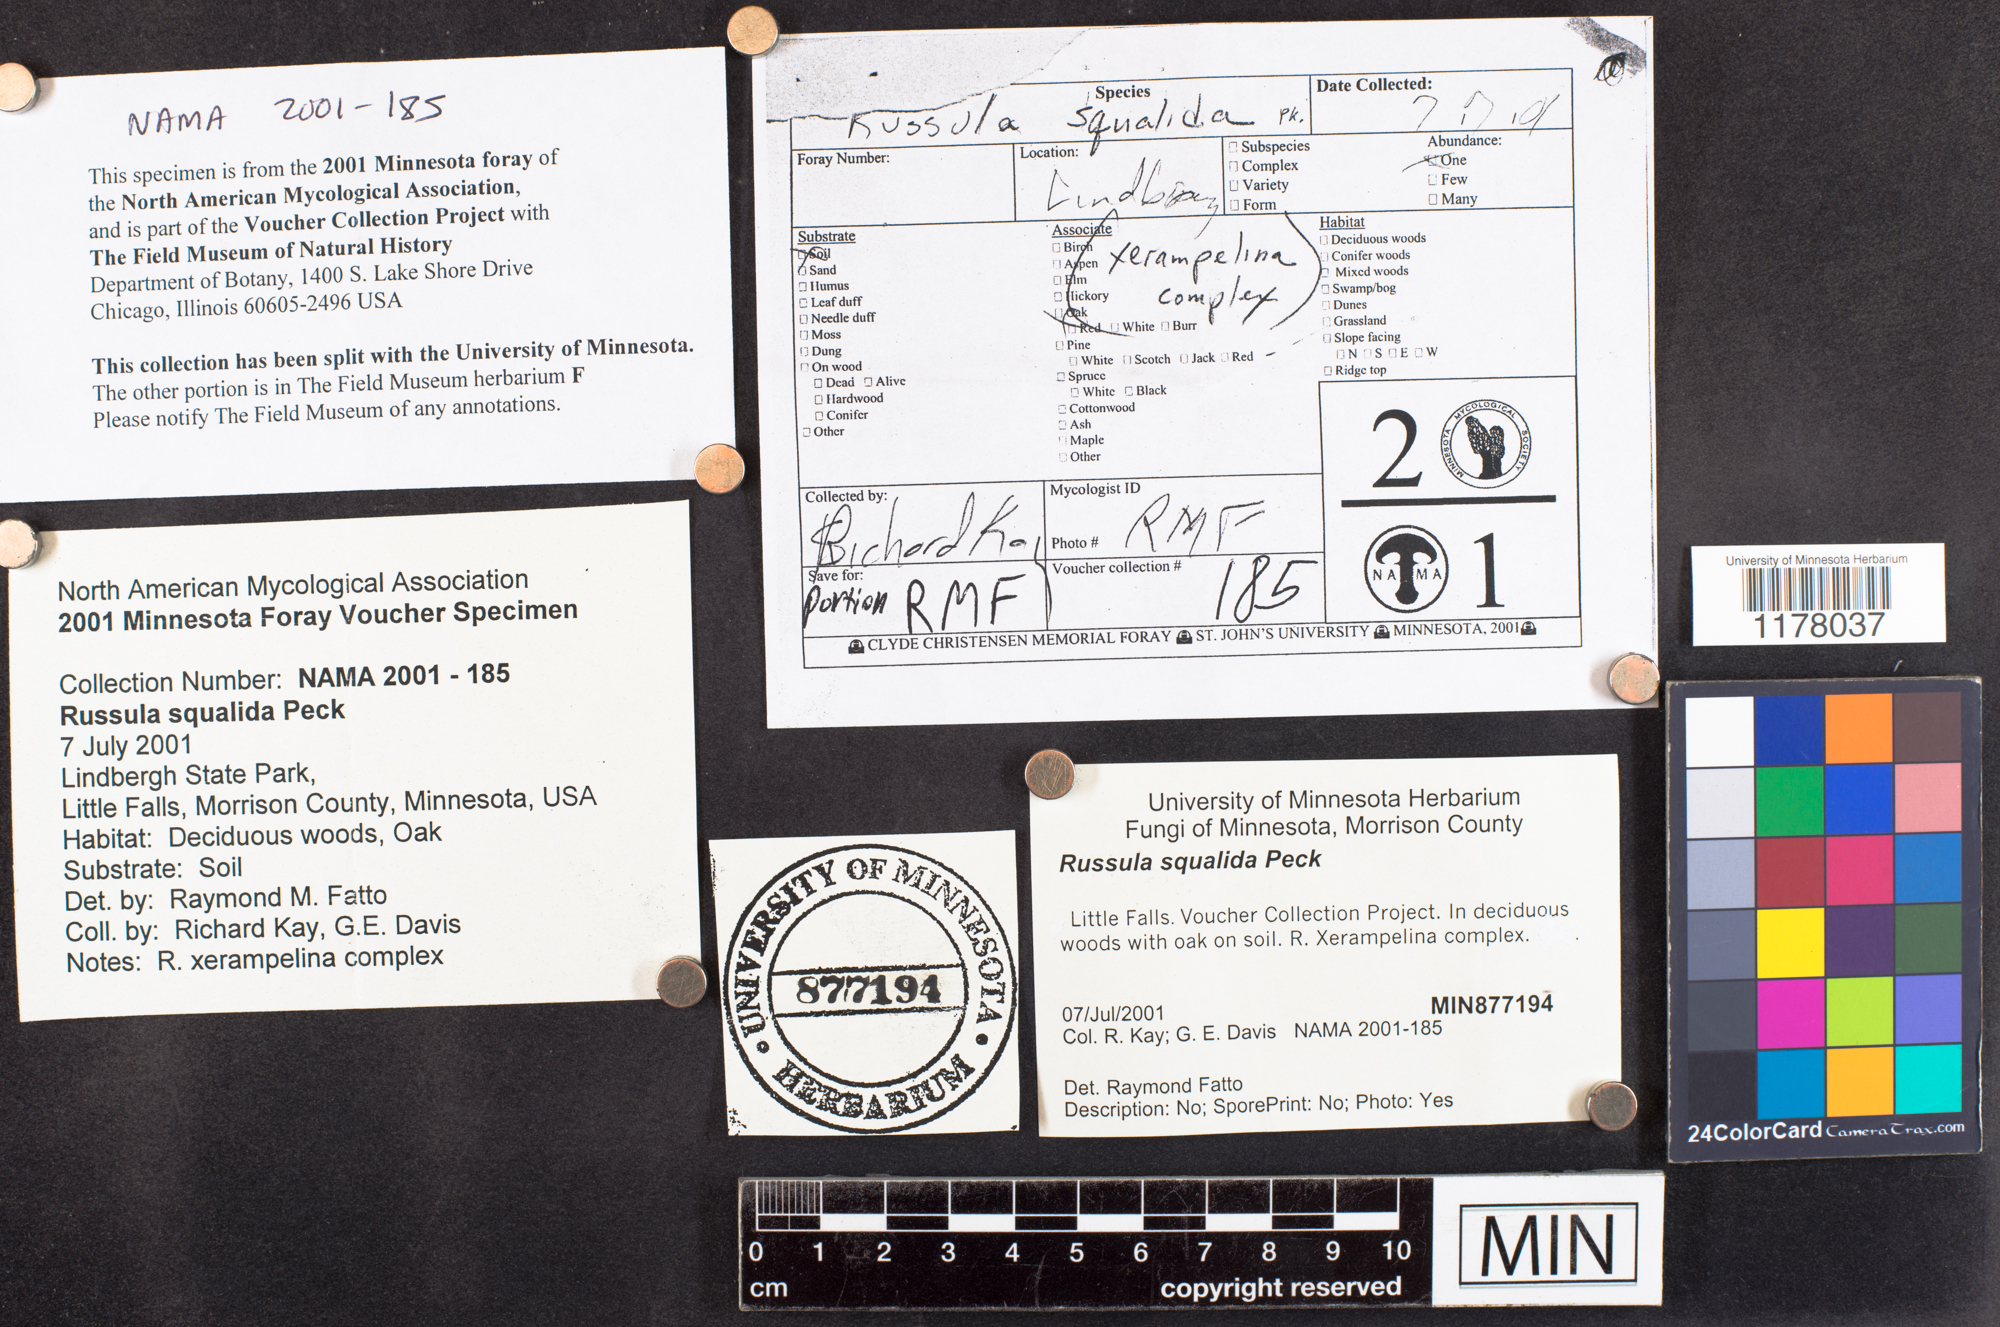 NAMA 2001-185
This specimen is from the 2001 Minnesota foray of
the North American Mycological Association,
and is part of the Voucher Collection Project with
The Field Museum of Natural History
Department of Botany, 1400 S. Lake Shore Drive
Chicago, Illinois 60605-2496 USA
This collection has been split with the University of Minnesota.
The other portion is in The Field Museum herbarium F
Please notify The Field Museum of any annotations.
Species
Russula squalida Pk.
Date Collected:
Foray Number:
Location:
Subspecies
Complex
Variety
Form
Abundance:
One
Few
Many
Substrate
Soil
Sand
Humus
Leaf duff
Needle duff
Moss
Dung
On wood
Dead Alive
Hardwood
Conifer
Other
Associate
Birch
Aspen
Elm
Hickory
Oak
Red White Burr
Pine
White Scotch Jack Red
Spruce
White Black
Cottonwood
Ash
Maple
Other
(xerampelina
complex)
Habitat
Deciduous woods
Conifer woods
Mixed woods
Swamp/bog
Dunes
Grassland
Slope facing
N S E W
Ridge top
Collected by:
Richard Kay
Mycologist ID
RMF
Photo #
Save for:
portion RMF
Voucher collection #
185
2
MINNESOTA MYCOLOGICAL SOCIETY
NAMA
1
CLYDE CHRISTENSEN MEMORIAL FORAY ST. JOHN'S UNIVERSITY MINNESOTA, 2001
North American Mycological Association
2001 Minnesota Foray Voucher Specimen
Collection Number: NAMA 2001 - 185
Russula squalida Peck
7 July 2001
Lindbergh State Park,
Little Falls, Morrison County, Minnesota, USA
Habitat: Deciduous woods, Oak
Substrate: Soil
Det. by: Raymond M. Fatto
Coll. by: Richard Kay, G.E. Davis
Notes: R. xerampelina complex
UNIVERSITY OF MINNESOTA
877194
HERBARIUM
University of Minnesota Herbarium
Fungi of Minnesota, Morrison County
Russula squalida Peck
Little Falls. Voucher Collection Project. In deciduous
woods with oak on soil. R. Xerampelina complex.
07/Jul/2001
MIN877194
Col. R. Kay; G. E. Davis NAMA 2001-185
Det. Raymond Fatto
Description: No; SporePrint: No; Photo: Yes
University of Minnesota Herbarium
1178037
24ColorCard CameraTrax.com
0 1 2 3 4 5 6 7 8 9 10
cm
copyright reserved
MIN